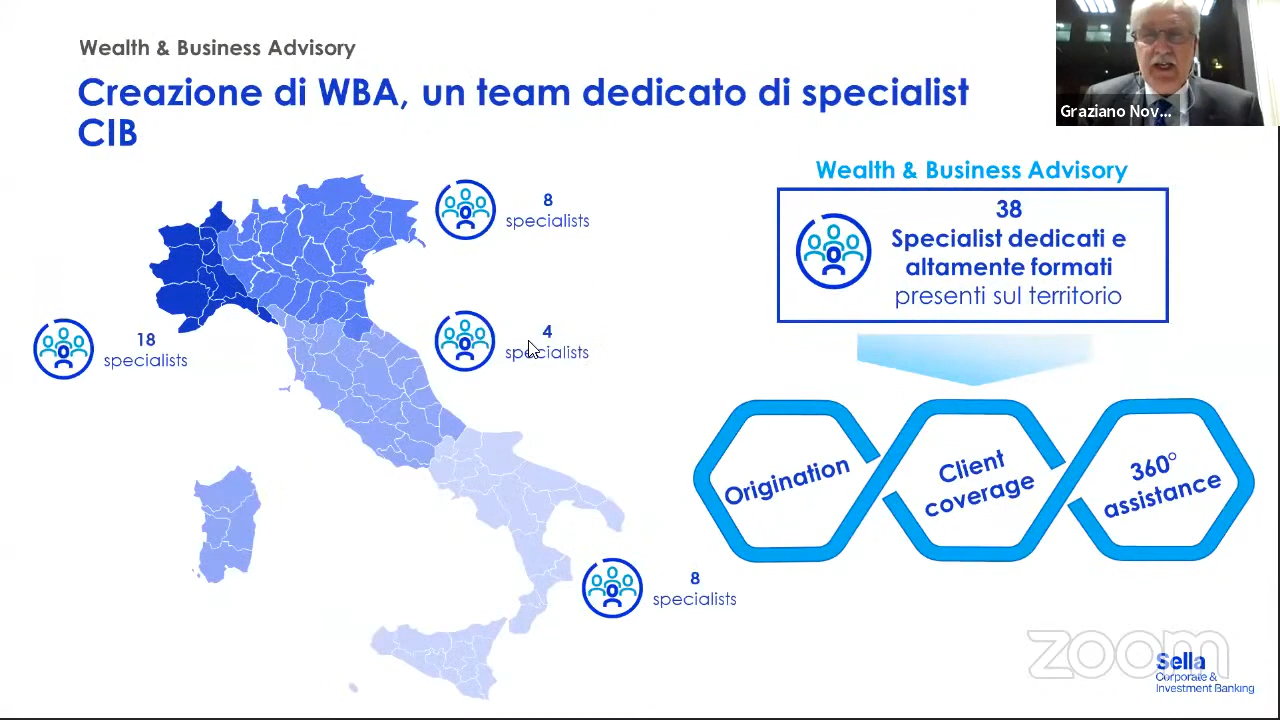 Wealth & Business Advisory
Creazione di WBA, un team dedicato di specialist
CIB
Graziano Nov...
Wealth & Business Advisory
38
Specialist dedicati e
altamente formati
presenti sul territorio
8
specialists
4
specialists
18
specialists
8
specialists
Origination
Client
coverage
360°
assistance
zoom
Sella
Corporate &
Investment Banking